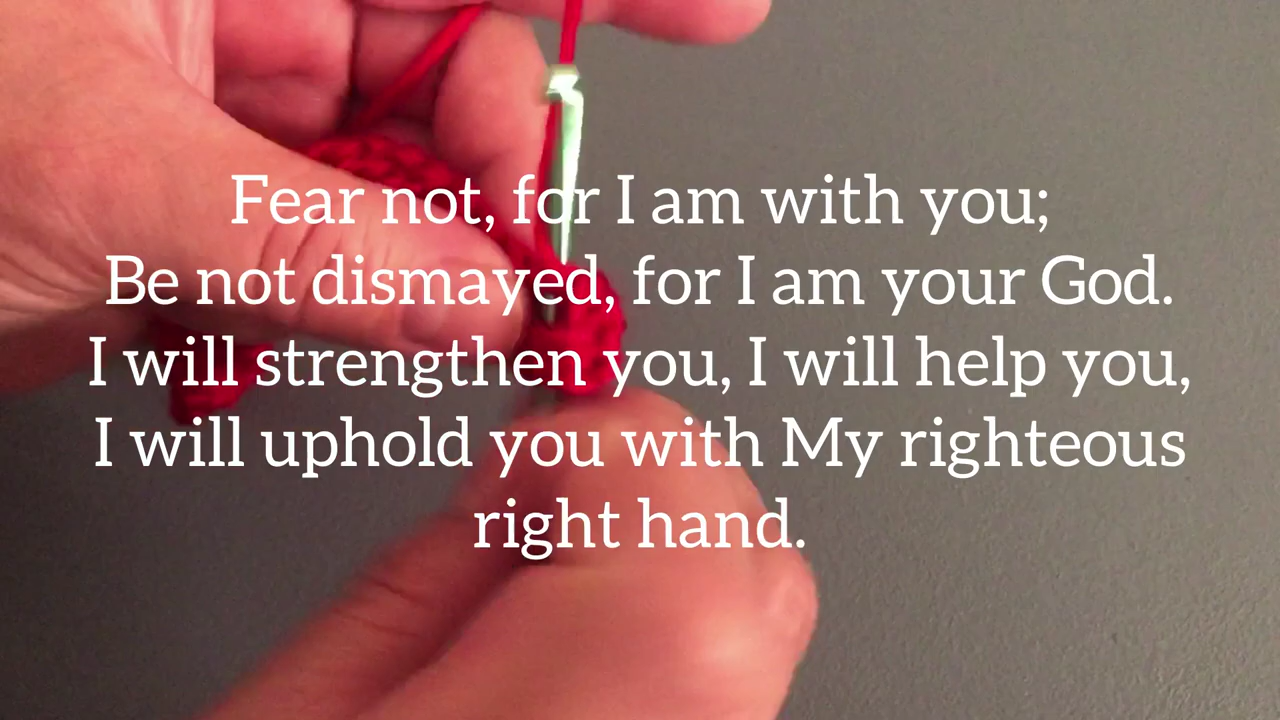 Fear not, for I am with you;
Be not dismayed, for I am your God.
I will strengthen you, I will help you,
I will uphold you with My righteous
right hand.